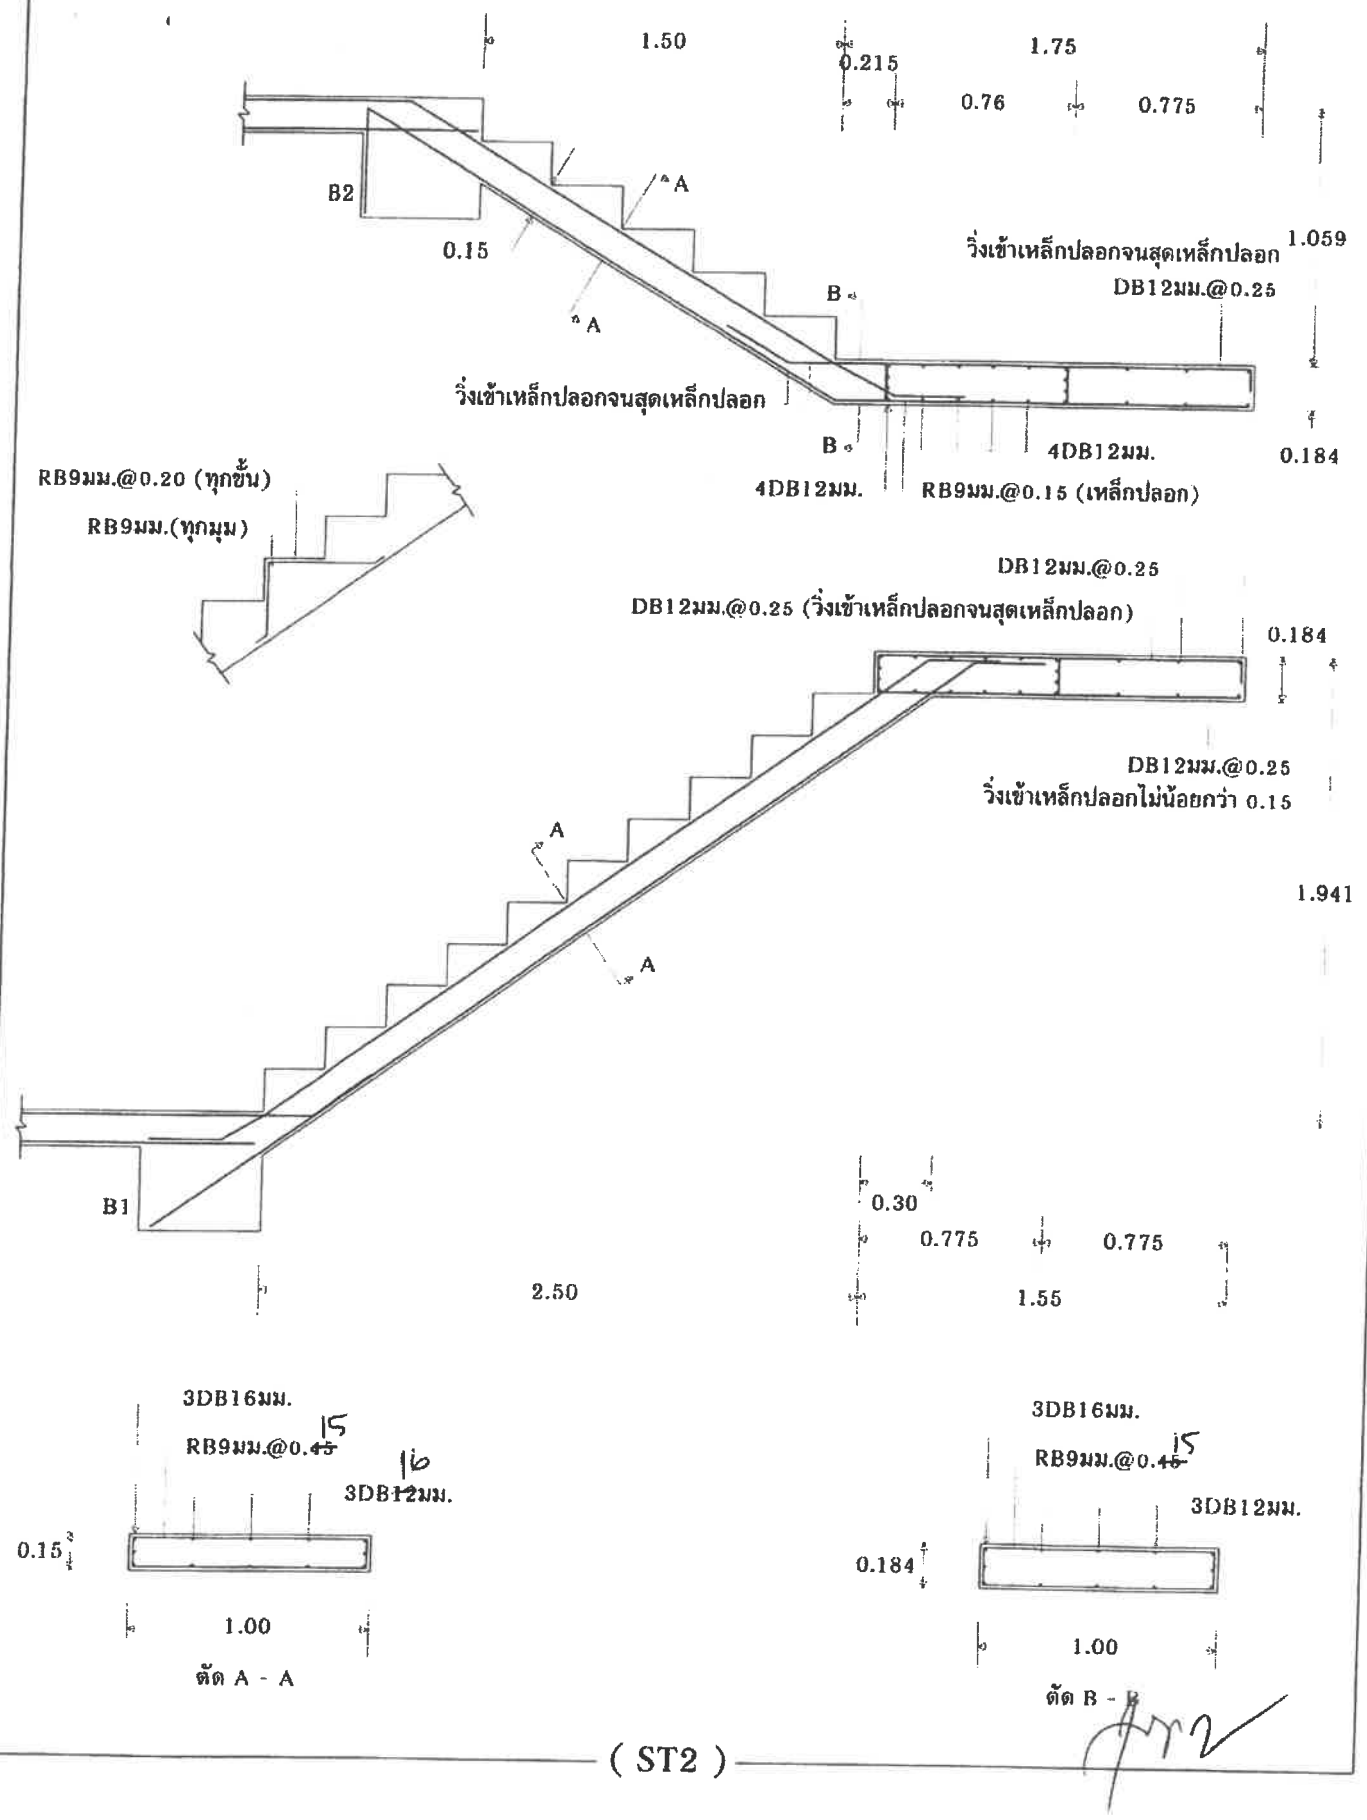 1.50
1.75
0.215
0.76
0.775
A
B2
0.15
1.059
วิ่งเข้าเหล็กปลอกจนสุดเหล็กปลอก
DB12มม.@0.25
B
A
วิ่งเข้าเหล็กปลอกจนสุดเหล็กปลอก
B
4DB12มม.
0.184
RB9มม.@0.20 (ทุกขั้น)
4DB12มม.
RB9มม.@0.15 (เหล็กปลอก)
RB9มม.(ทุกมุม)
DB12มม.@0.25
DB12มม.@0.25 (วิ่งเข้าเหล็กปลอกจนสุดเหล็กปลอก)
0.184
DB12มม.@0.25
วิ่งเข้าเหล็กปลอกไม่น้อยกว่า 0.15
A
1.941
A
B1
0.30
0.775
0.775
2.50
1.55
3DB16มม.
15
RB9มม.@0.45
16
3DB12มม.
0.15
1.00
ตัด A - A
3DB16มม.
15
RB9มม.@0.45
3DB12มม.
0.184
1.00
ตัด B - B
( ST2 )